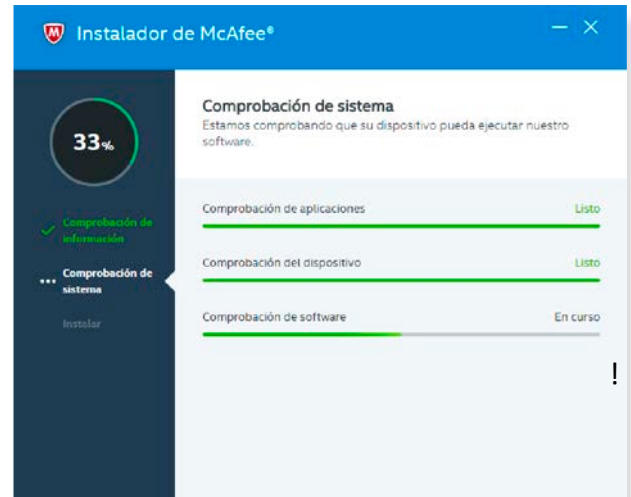 Instalador de McAfee®
33%
Comprobación de sistema
Estamos comprobando que su dispositivo pueda ejecutar nuestro
software.
Comprobación de
información
Comprobación de
sistema
Instalar
Comprobación de aplicaciones Listo
Comprobación del dispositivo Listo
Comprobación de software En curso
!